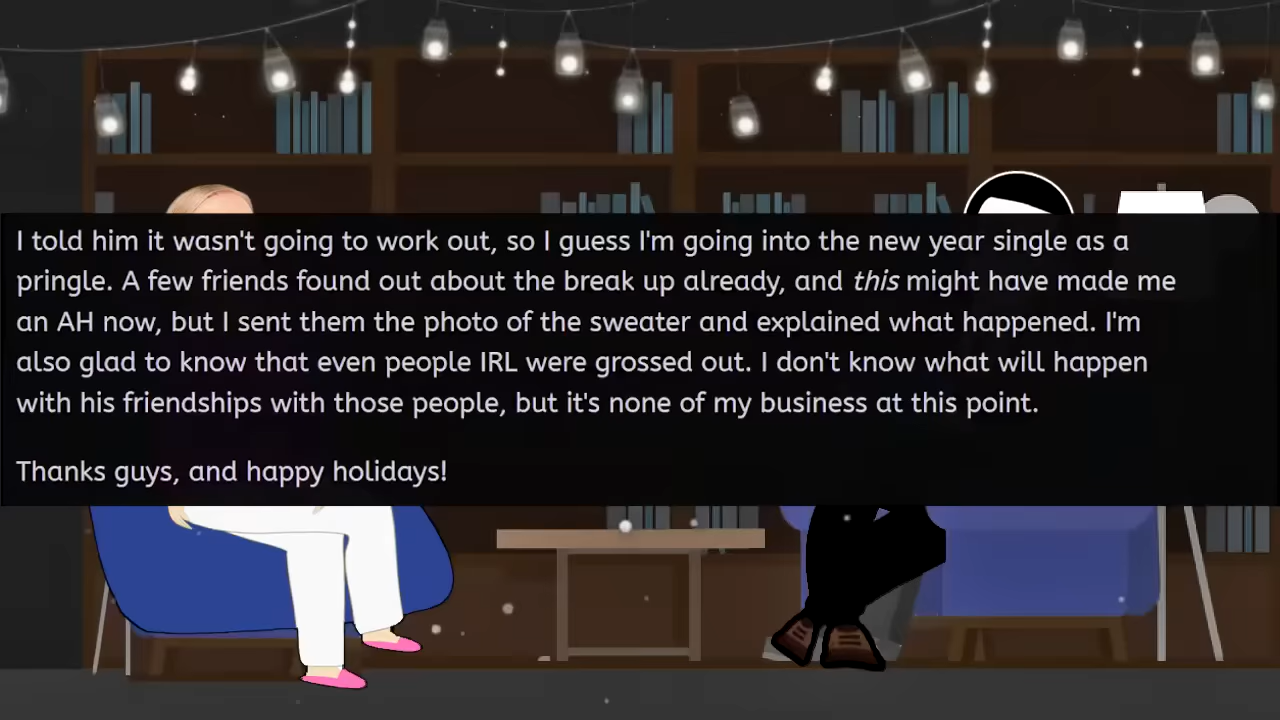 I told him it wasn't going to work out, so I guess I'm going into the new year single as a
pringle. A few friends found out about the break up already, and this might have made me
an AH now, but I sent them the photo of the sweater and explained what happened. I'm
also glad to know that even people IRL were grossed out. I don't know what will happen
with his friendships with those people, but it's none of my business at this point.
Thanks guys, and happy holidays!